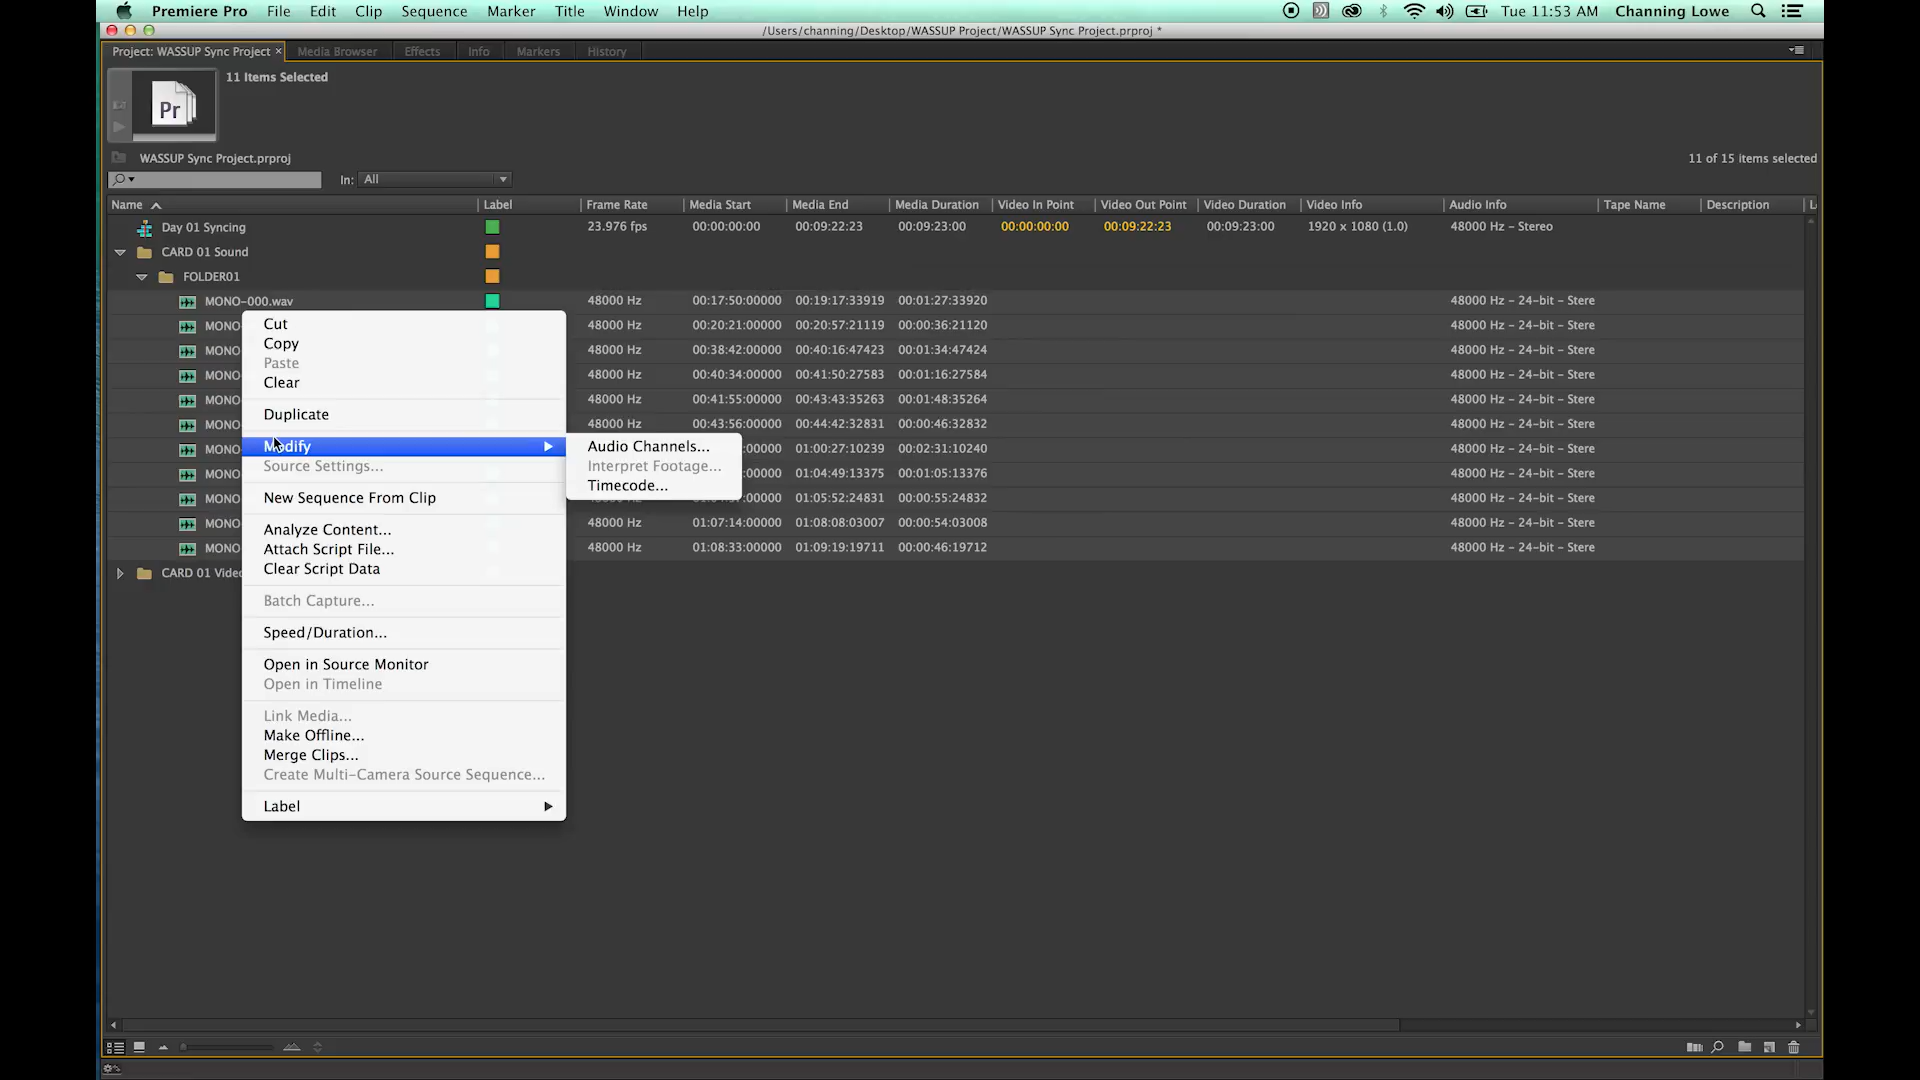 Premiere Pro File Edit Clip Sequence Marker Title Window Help Tue 11:53 AM Channing Lowe
/Users/channing/Desktop/WASSUP Project/WASSUP Sync Project.prproj *
Project: WASSUP Sync Project × Media Browser Effects Info Markers History
Pr
11 Items Selected
WASSUP Sync Project.prproj 11 of 15 items selected
In: All
Name Label Frame Rate Media Start Media End Media Duration Video In Point Video Out Point Video Duration Video Info Audio Info Tape Name Description
Day 01 Syncing 23.976 fps 00:00:00:00 00:09:22:23 00:09:23:00 00:00:00:00 00:09:22:23 00:09:23:00 1920 x 1080 (1.0) 48000 Hz - Stereo
CARD 01 Sound
FOLDER01
MONO-000.wav 48000 Hz 00:17:50:00000 00:19:17:33919 00:01:27:33920 48000 Hz - 24-bit - Stere
MONO 48000 Hz 00:20:21:00000 00:20:57:21119 00:00:36:21120 48000 Hz - 24-bit - Stere
MONO 48000 Hz 00:38:42:00000 00:40:16:47423 00:01:34:47424 48000 Hz - 24-bit - Stere
MONO 48000 Hz 00:40:34:00000 00:41:50:27583 00:01:16:27584 48000 Hz - 24-bit - Stere
MONO 48000 Hz 00:41:55:00000 00:43:43:35263 00:01:48:35264 48000 Hz - 24-bit - Stere
MONO 48000 Hz 00:43:56:00000 00:44:42:32831 00:00:46:32832 48000 Hz - 24-bit - Stere
MONO 01:00:27:10239 00:02:31:10240 48000 Hz - 24-bit - Stere
MONO 01:04:49:13375 00:01:05:13376 48000 Hz - 24-bit - Stere
MONO 01:05:52:24831 00:00:55:24832 48000 Hz - 24-bit - Stere
MONO 48000 Hz 01:07:14:00000 01:08:08:03007 00:00:54:03008 48000 Hz - 24-bit - Stere
MONO 48000 Hz 01:08:33:00000 01:09:19:19711 00:00:46:19712 48000 Hz - 24-bit - Stere
CARD 01 Video
Cut
Copy
Paste
Clear
Duplicate
Modify
Source Settings...
New Sequence From Clip
Analyze Content...
Attach Script File...
Clear Script Data
Batch Capture...
Speed/Duration...
Open in Source Monitor
Open in Timeline
Link Media...
Make Offline...
Merge Clips...
Create Multi-Camera Source Sequence...
Label
Audio Channels...
Interpret Footage...
Timecode...